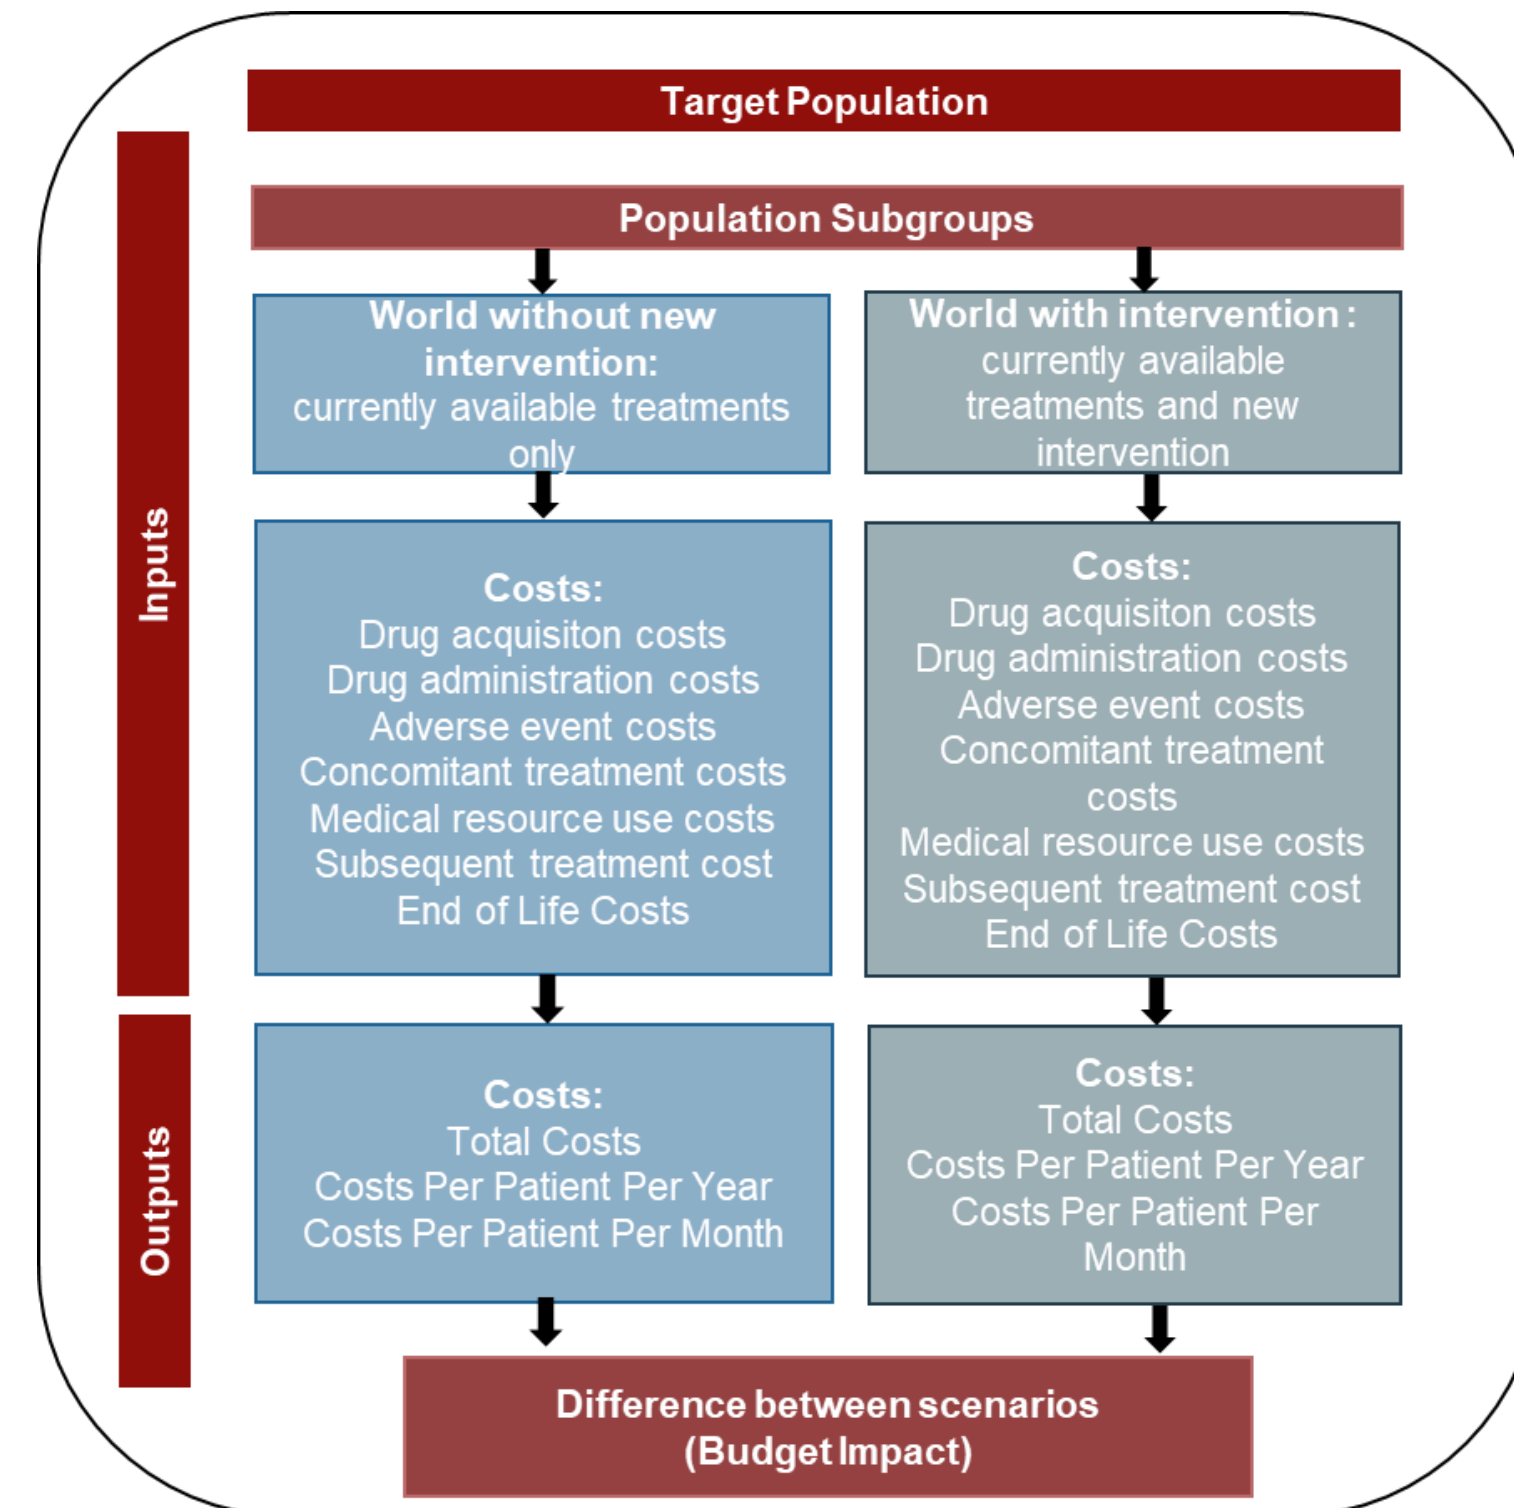 Target Population
Inputs
Population Subgroups
World without new
intervention:
currently available treatments
only
World with intervention :
currently available
treatments and new
intervention
Costs:
Drug acquisiton costs
Drug administration costs
Adverse event costs
Concomitant treatment costs
Medical resource use costs
Subsequent treatment cost
End of Life Costs
Costs:
Drug acquisiton costs
Drug administration costs
Adverse event costs
Concomitant treatment
costs
Medical resource use costs
Subsequent treatment cost
End of Life Costs
Outputs
Costs:
Total Costs
Costs Per Patient Per Year
Costs Per Patient Per Month
Costs:
Total Costs
Costs Per Patient Per Year
Costs Per Patient Per
Month
Difference between scenarios
(Budget Impact)